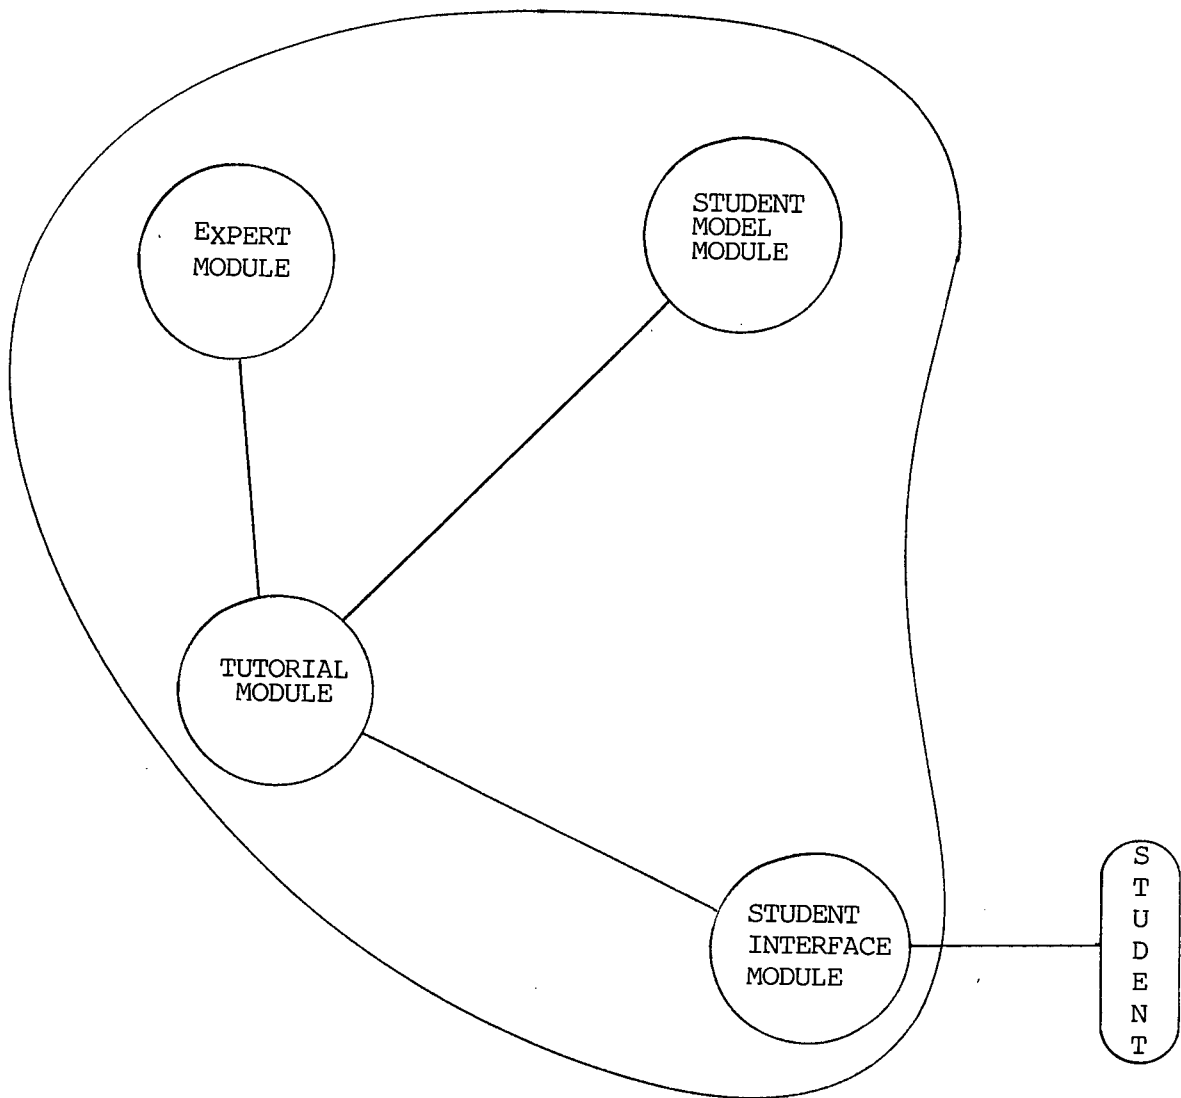 EXPERT
MODULE
STUDENT
MODEL
MODULE
TUTORIAL
MODULE
STUDENT
INTERFACE
MODULE
S
T
U
D
E
N
T